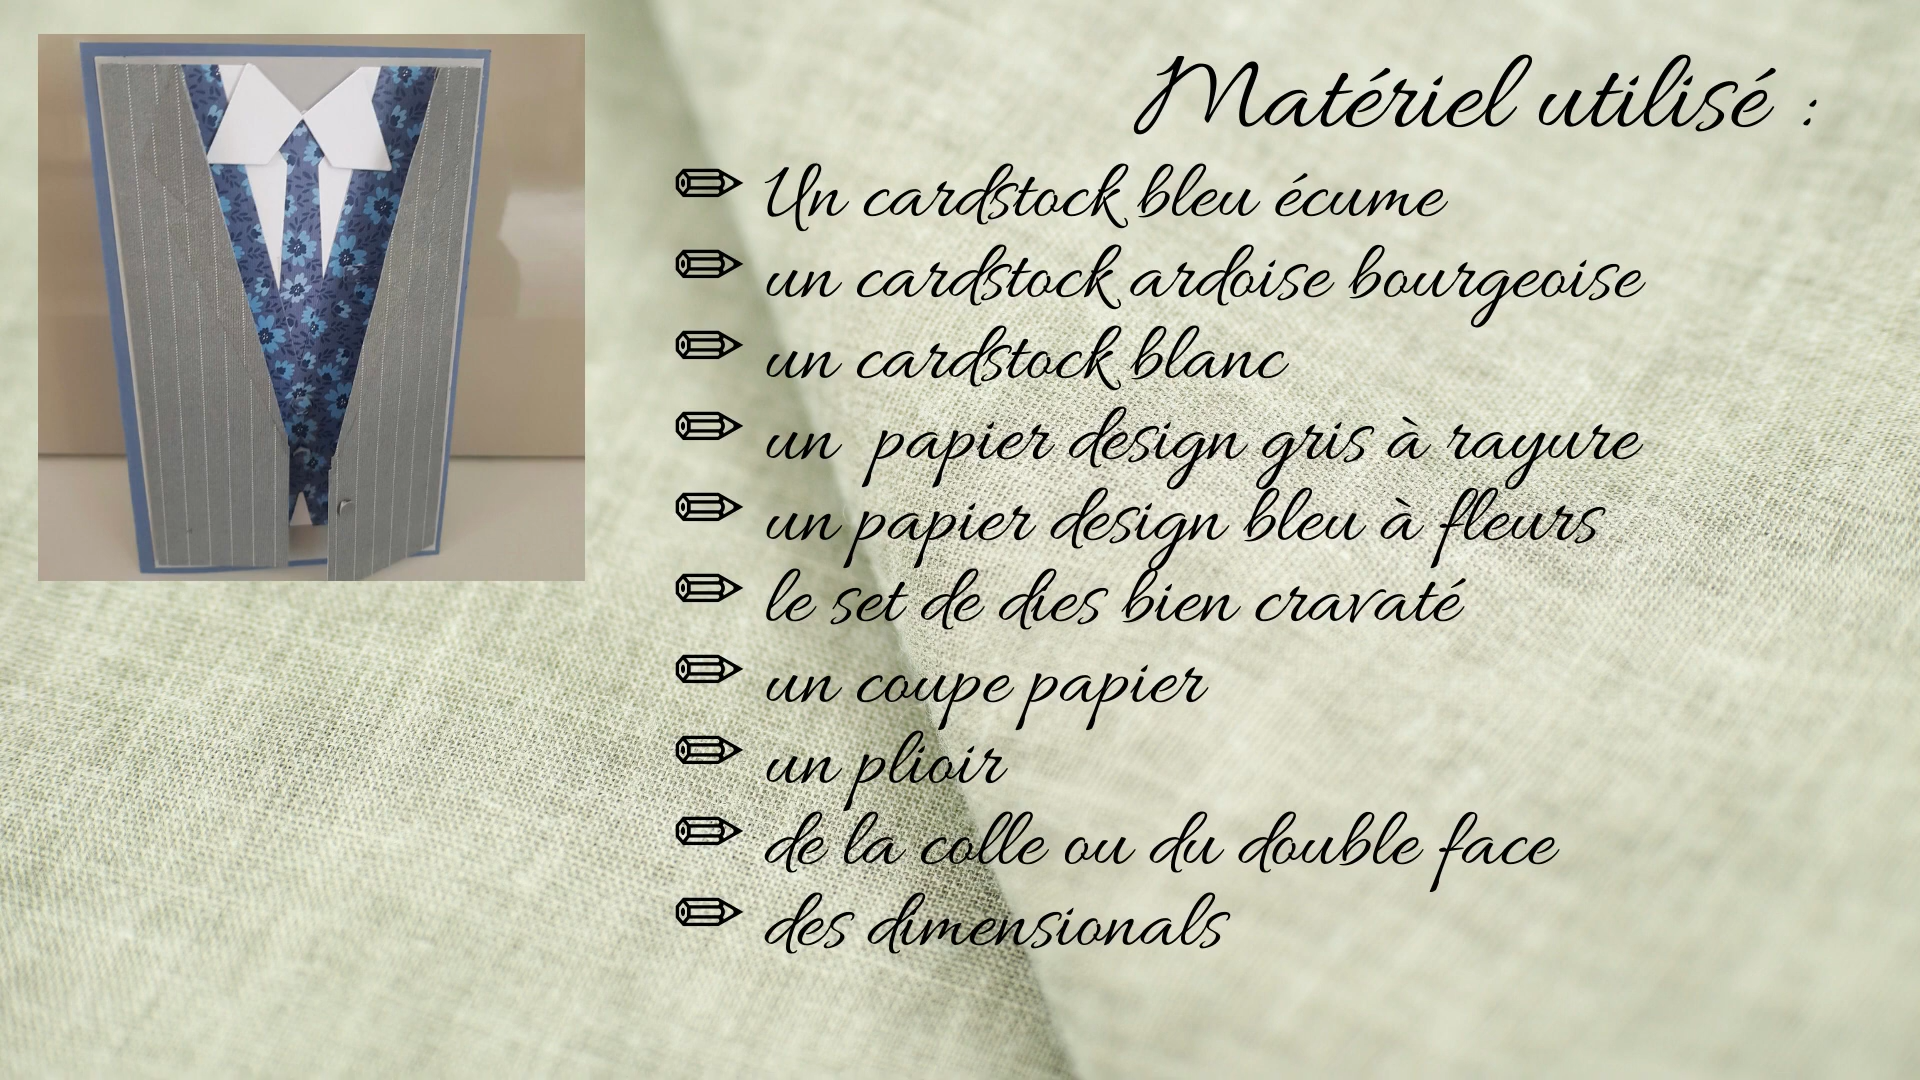 Matériel utilisé :
Un cardstock bleu écume
un cardstock ardoise bourgeoise
un cardstock blanc
un papier design gris à rayure
un papier design bleu à fleurs
le set de dies bien cravaté
un coupe papier
un plioir
de la colle ou du double face
des dimensionals